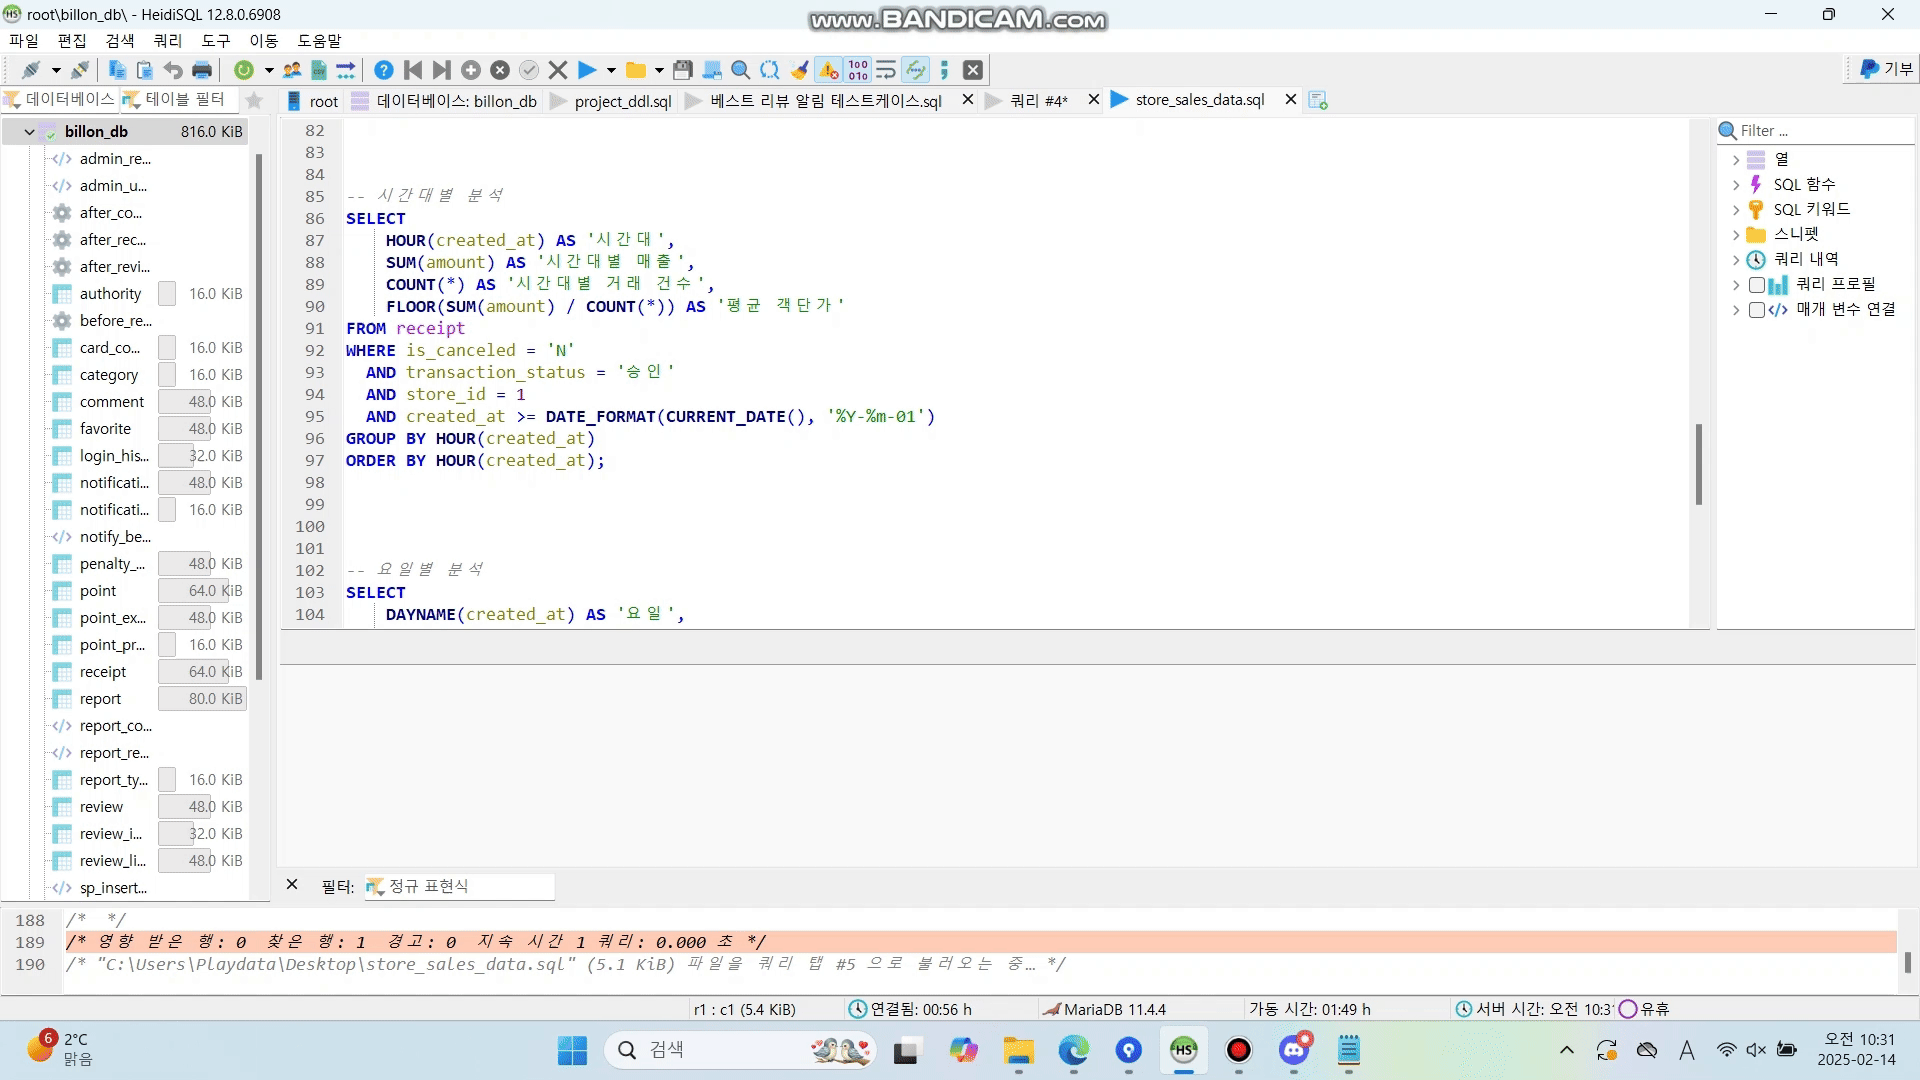 root\billon_db\ - HeidiSQL 12.8.0.6908
www.BANDICAM.com
파일 편집 검색 쿼리 도구 이동 도움말
기부
데이터베이스 테이블 필터
root 데이터베이스: billon_db project_ddl.sql 베스트 리뷰 알림 테스트케이스.sql 쿼리 #4* store_sales_data.sql
billon_db 816.0 KiB
admin_re...
admin_u...
after_co...
after_rec...
after_revi...
authority 16.0 KiB
before_re...
card_co... 16.0 KiB
category 16.0 KiB
comment 48.0 KiB
favorite 48.0 KiB
login_his... 32.0 KiB
notificati... 48.0 KiB
notificati... 16.0 KiB
notify_be...
penalty_... 48.0 KiB
point 64.0 KiB
point_ex... 48.0 KiB
point_pr... 16.0 KiB
receipt 64.0 KiB
report 80.0 KiB
report_co...
report_re...
report_ty... 16.0 KiB
review 48.0 KiB
review_i... 32.0 KiB
review_li... 48.0 KiB
sp_insert...
82
83
84
85 -- 시간대별 분석
86 SELECT
87 HOUR(created_at) AS '시간대',
88 SUM(amount) AS '시간대별 매출',
89 COUNT(*) AS '시간대별 거래 건수',
90 FLOOR(SUM(amount) / COUNT(*)) AS '평균 객단가'
91 FROM receipt
92 WHERE is_canceled = 'N'
93 AND transaction_status = '승인'
94 AND store_id = 1
95 AND created_at >= DATE_FORMAT(CURRENT_DATE(), '%Y-%m-01')
96 GROUP BY HOUR(created_at)
97 ORDER BY HOUR(created_at);
98
99
100
101
102 -- 요일별 분석
103 SELECT
104 DAYNAME(created_at) AS '요일',
Filter ...
열
SQL 함수
SQL 키워드
스니펫
쿼리 내역
쿼리 프로필
매개 변수 연결
필터: 정규 표현식
188 /* */
189 /* 영향 받은 행: 0 찾은 행: 1 경고: 0 지속 시간 1 쿼리: 0.000 초 */
190 /* "C:\Users\Playdata\Desktop\store_sales_data.sql" (5.1 KiB) 파일을 쿼리 탭 #5 으로 불러오는 중… */
r1 : c1 (5.4 KiB) 연결됨: 00:56 h MariaDB 11.4.4 가동 시간: 01:49 h 서버 시간: 오전 10:31 유휴
6
2°C
맑음
검색
HS
A
오전 10:31
2025-02-14